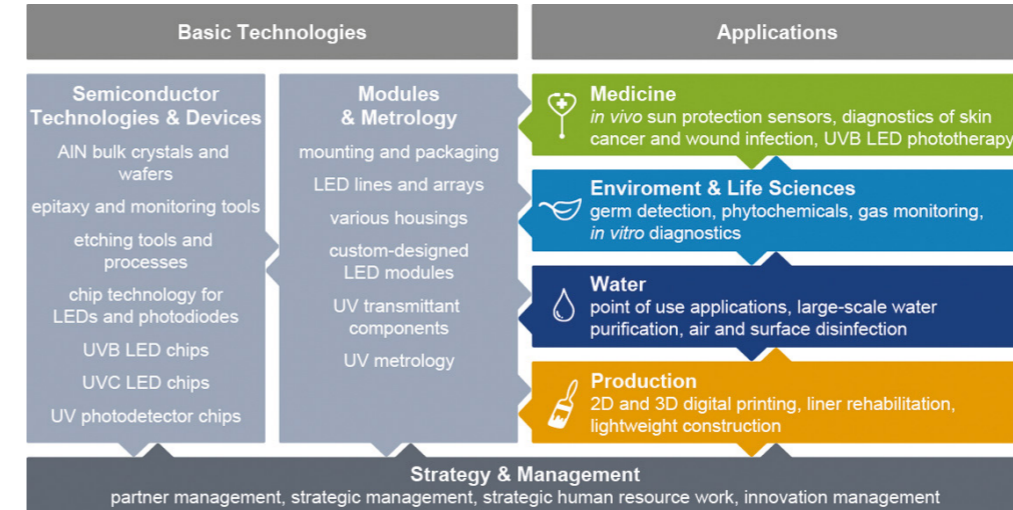 Basic Technologies
Applications
Semiconductor
Technologies & Devices
AlN bulk crystals and
wafers
epitaxy and monitoring tools
etching tools and
processes
chip technology for
LEDs and photodiodes
UVB LED chips
UVC LED chips
UV photodetector chips
Modules
& Metrology
mounting and packaging
LED lines and arrays
various housings
custom-designed
LED modules
UV transmittant
components
UV metrology
Medicine
in vivo sun protection sensors, diagnostics of skin
cancer and wound infection, UVB LED phototherapy
Enviroment & Life Sciences
germ detection, phytochemicals, gas monitoring,
in vitro diagnostics
Water
point of use applications, large-scale water
purification, air and surface disinfection
Production
2D and 3D digital printing, liner rehabilitation,
lightweight construction
Strategy & Management
partner management, strategic management, strategic human resource work, innovation management